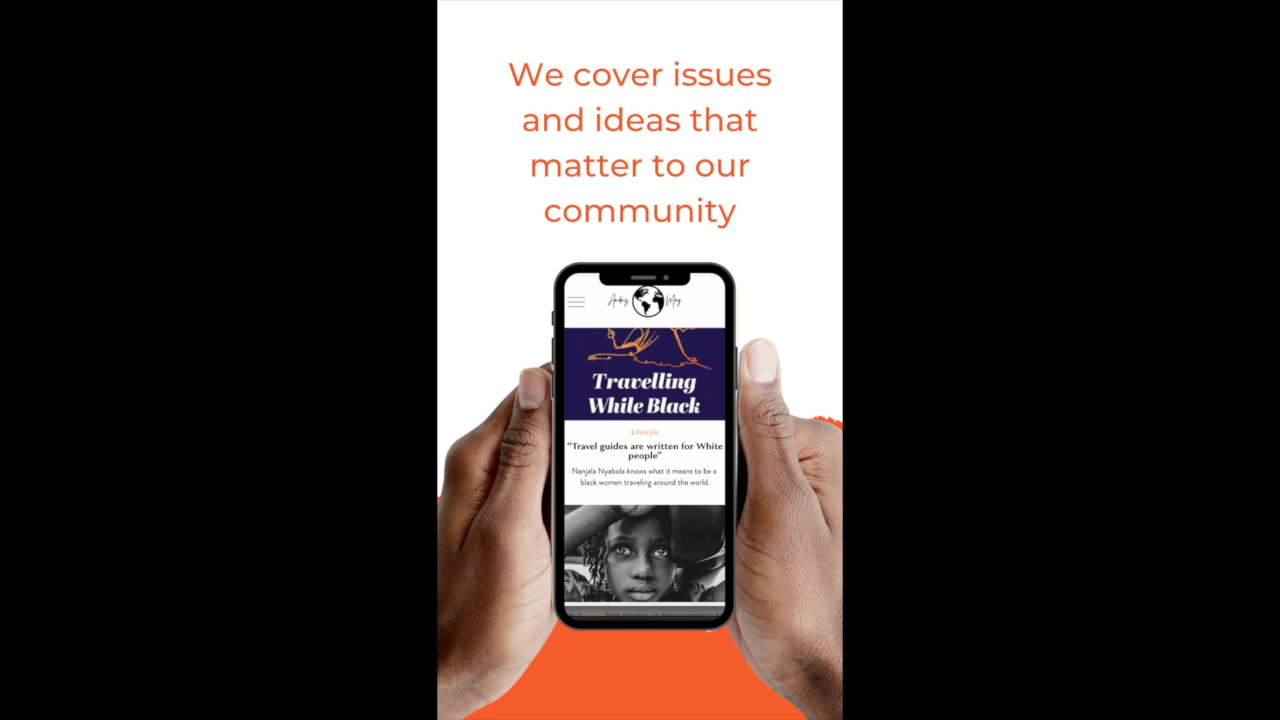 We cover issues
and ideas that
matter to our
community
Mag
Travelling
While Black
Lifestyle
“Travel guides are written for White
people”
Nanjala Nyabola knows what it means to be a
black women traveling around the world.